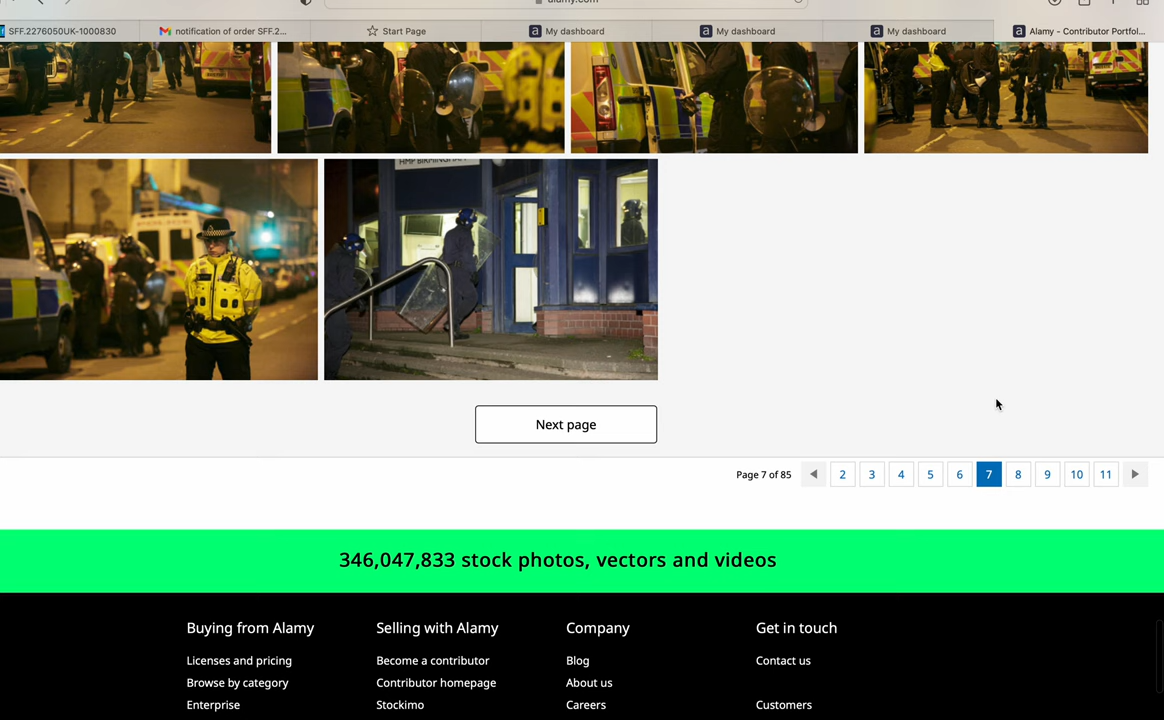 alamy.com
SFF.2276050UK-1000830
notification of order SFF.2...
Start Page
My dashboard
My dashboard
My dashboard
Alamy - Contributor Portfol...
HMP BIRMINGHAM
Next page
Page 7 of 85
2
3
4
5
6
7
8
9
10
11
346,047,833 stock photos, vectors and videos
Buying from Alamy
Selling with Alamy
Company
Get in touch
Licenses and pricing
Become a contributor
Blog
Contact us
Browse by category
Contributor homepage
About us
Enterprise
Stockimo
Careers
Customers